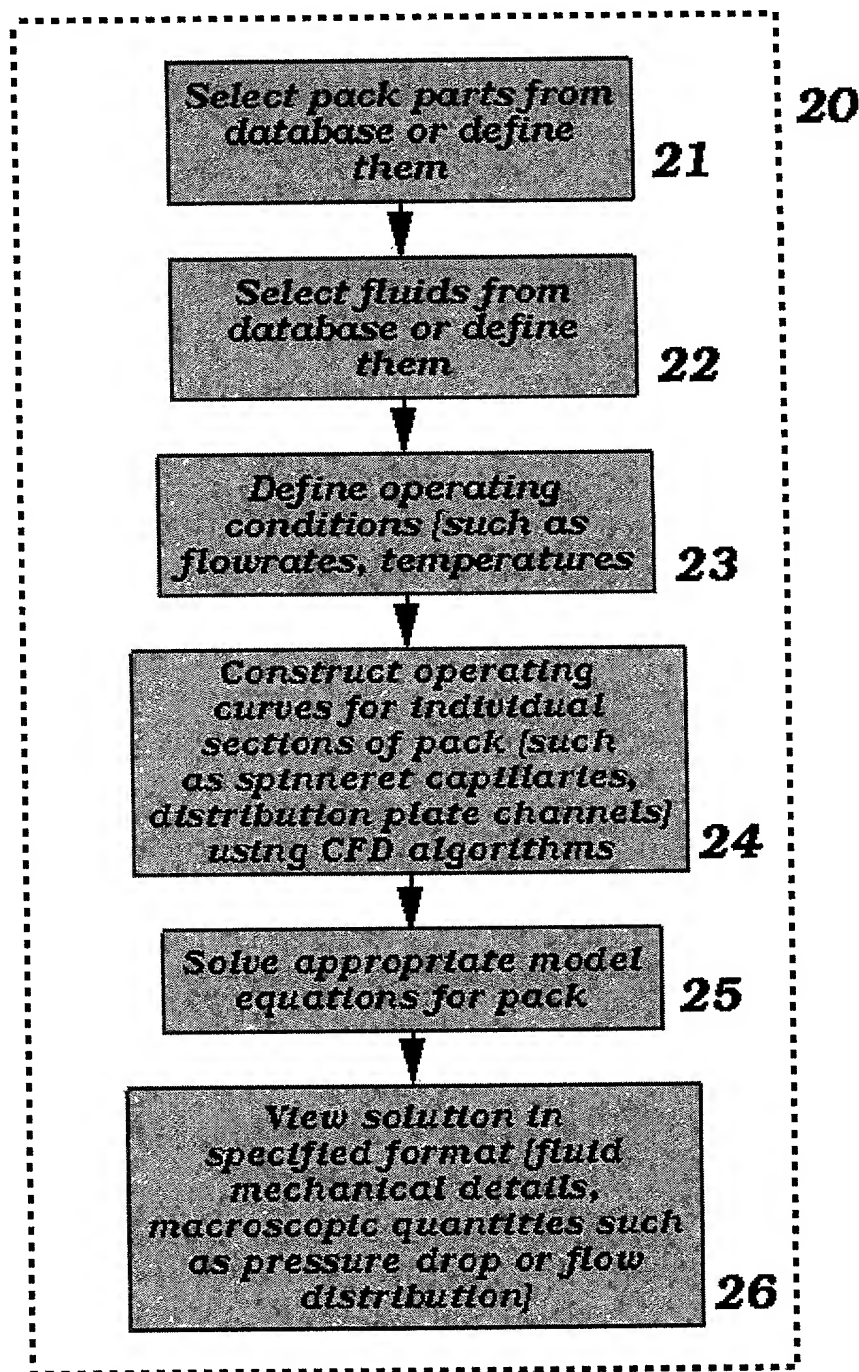 20
Select pack parts from
database or define
them
21
Select fluids from
database or define
them
22
Define operating
conditions [such as
flowrates, temperatures
23
Construct operating
curves for individual
sections of pack [such
as spinneret capillaries,
distribution plate channels]
using CFD algorithms
24
Solve appropriate model
equations for pack
25
View solution in
specified format [fluid
mechanical details,
macroscopic quantities such
as pressure drop or flow
distribution]
26